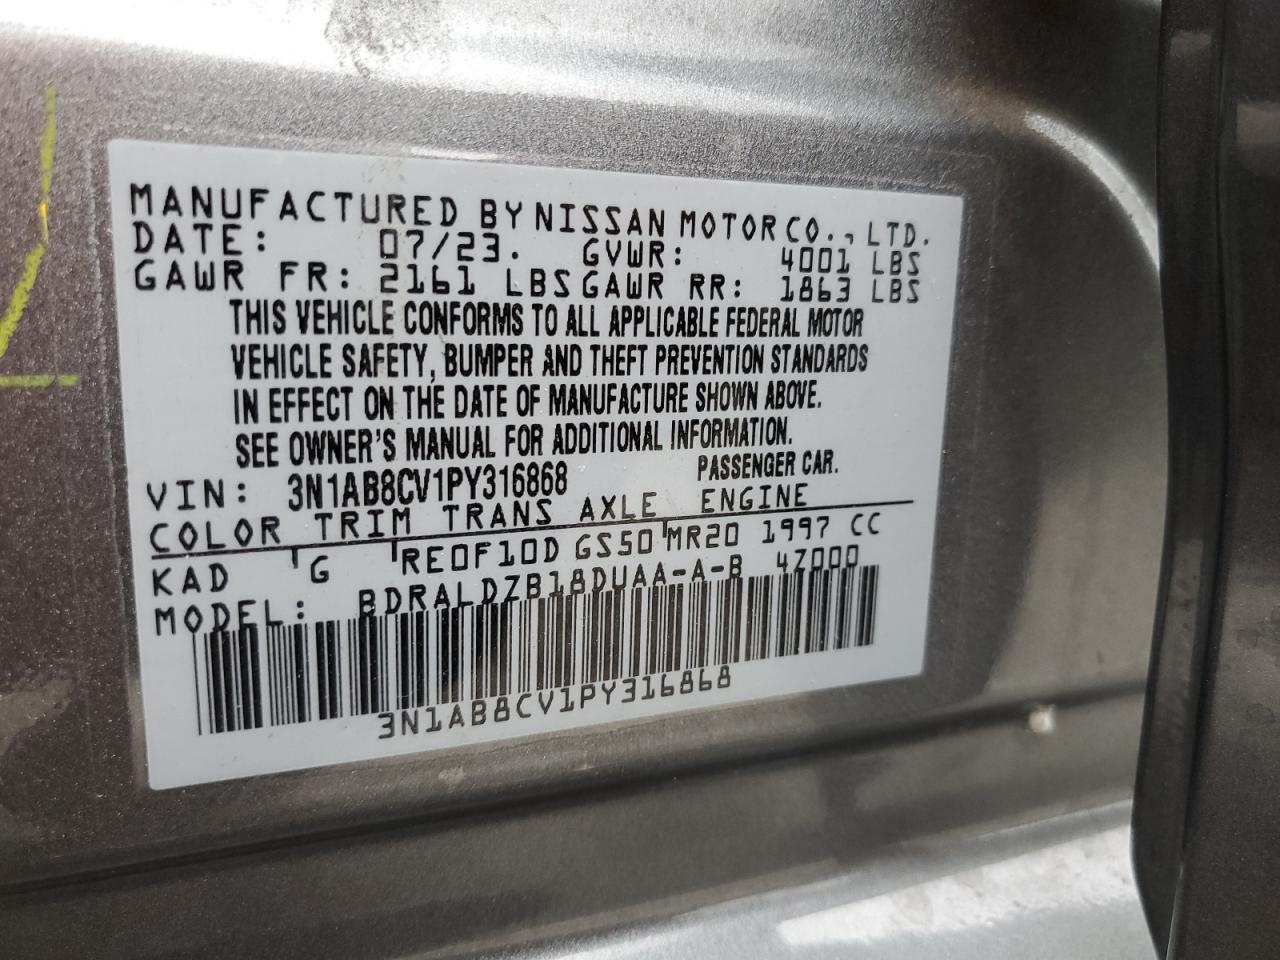 MANUFACTURED BY NISSAN MOTOR CO., LTD.
DATE: 07/23. GVWR: 4001 LBS
GAWR FR: 2161 LBS GAWR RR: 1863 LBS
THIS VEHICLE CONFORMS TO ALL APPLICABLE FEDERAL MOTOR
VEHICLE SAFETY, BUMPER AND THEFT PREVENTION STANDARDS
IN EFFECT ON THE DATE OF MANUFACTURE SHOWN ABOVE.
SEE OWNER'S MANUAL FOR ADDITIONAL INFORMATION.
VIN: 3N1AB8CV1PY316868 PASSENGER CAR.
COLOR TRIM TRANS AXLE ENGINE
KAD G RE0F10D GS50 MR20 1997 CC
MODEL: BDRALDZB18DUAA-A-B 4Z000
3N1AB8CV1PY316868